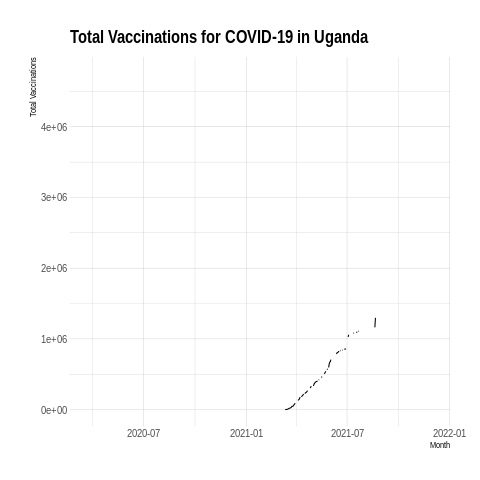 Total Vaccinations for COVID-19 in Uganda
Total Vaccinations
4e+06
3e+06
2e+06
1e+06
0e+00
2020-07 2021-01 2021-07 2022-01
Month